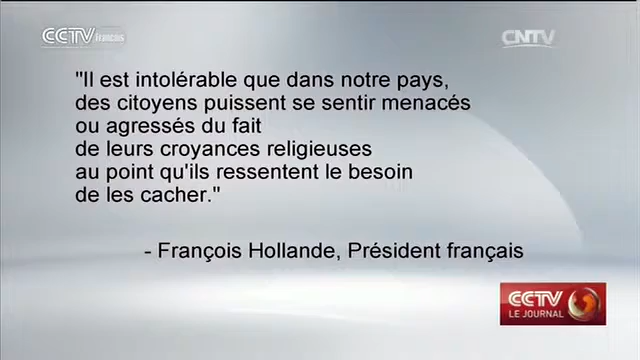 CCTV français
CNTV
"Il est intolérable que dans notre pays,
des citoyens puissent se sentir menacés
ou agressés du fait
de leurs croyances religieuses
au point qu'ils ressentent le besoin
de les cacher."
- François Hollande, Président français
CCTV
LE JOURNAL